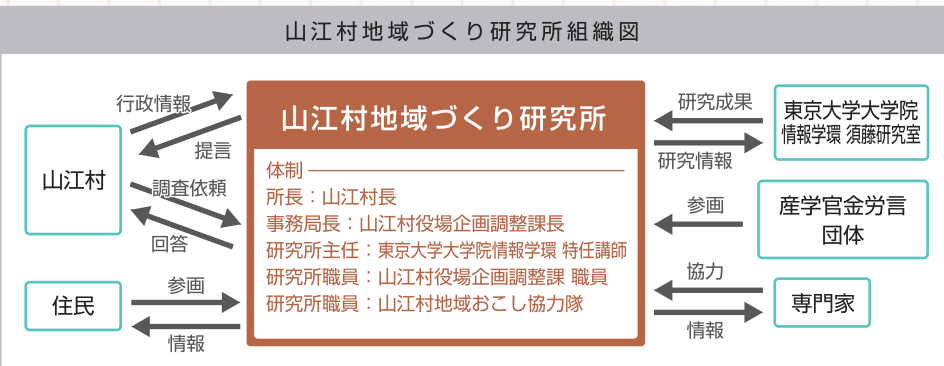 山江村地域づくり研究所組織図
行政情報
提言
山江村
調査依頼
回答
住民
参画
情報
山江村地域づくり研究所
体制
所長：山江村長
事務局長：山江村役場企画調整課長
研究所主任：東京大学大学院情報学環 特任講師
研究所職員：山江村役場企画調整課 職員
研究所職員：山江村地域おこし協力隊
研究成果
研究情報
東京大学大学院
情報学環 須藤研究室
参画
産学官金労言
団体
協力
情報
専門家